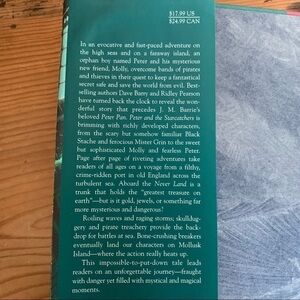 $17.99 US
$24.99 CAN
In an evocative and fast-paced adventure on
the high seas and on a faraway island, an
orphan boy named Peter and his mysterious
new friend, Molly, overcome bands of pirates
and thieves in their quest to keep a fantastical
secret safe and save the world from evil. Best-
selling authors Dave Barry and Ridley Pearson
have turned back the clock to reveal the won-
derful story that precedes J. M. Barrie's
beloved Peter Pan. Peter and the Starcatchers is
brimming with richly developed characters,
from the scary but somehow familiar Black
Stache and ferocious Mister Grin to the sweet
but sophisticated Molly and fearless Peter.
Page after page of riveting adventures take
readers of all ages on a voyage from a filthy,
crime-ridden port in old England across the
turbulent sea. Aboard the Never Land is a
trunk that holds the "greatest treasure on
earth"—but is it gold, jewels, or something far
more mysterious and dangerous?
Roiling waves and raging storms; skulldug-
gery and pirate treachery provide the back-
drop for battles at sea. Bone-crushing breakers
eventually land our characters on Mollusk
Island—where the action really heats up.
This impossible-to-put-down tale leads
readers on an unforgettable journey—fraught
with danger yet filled with mystical and magical
moments.